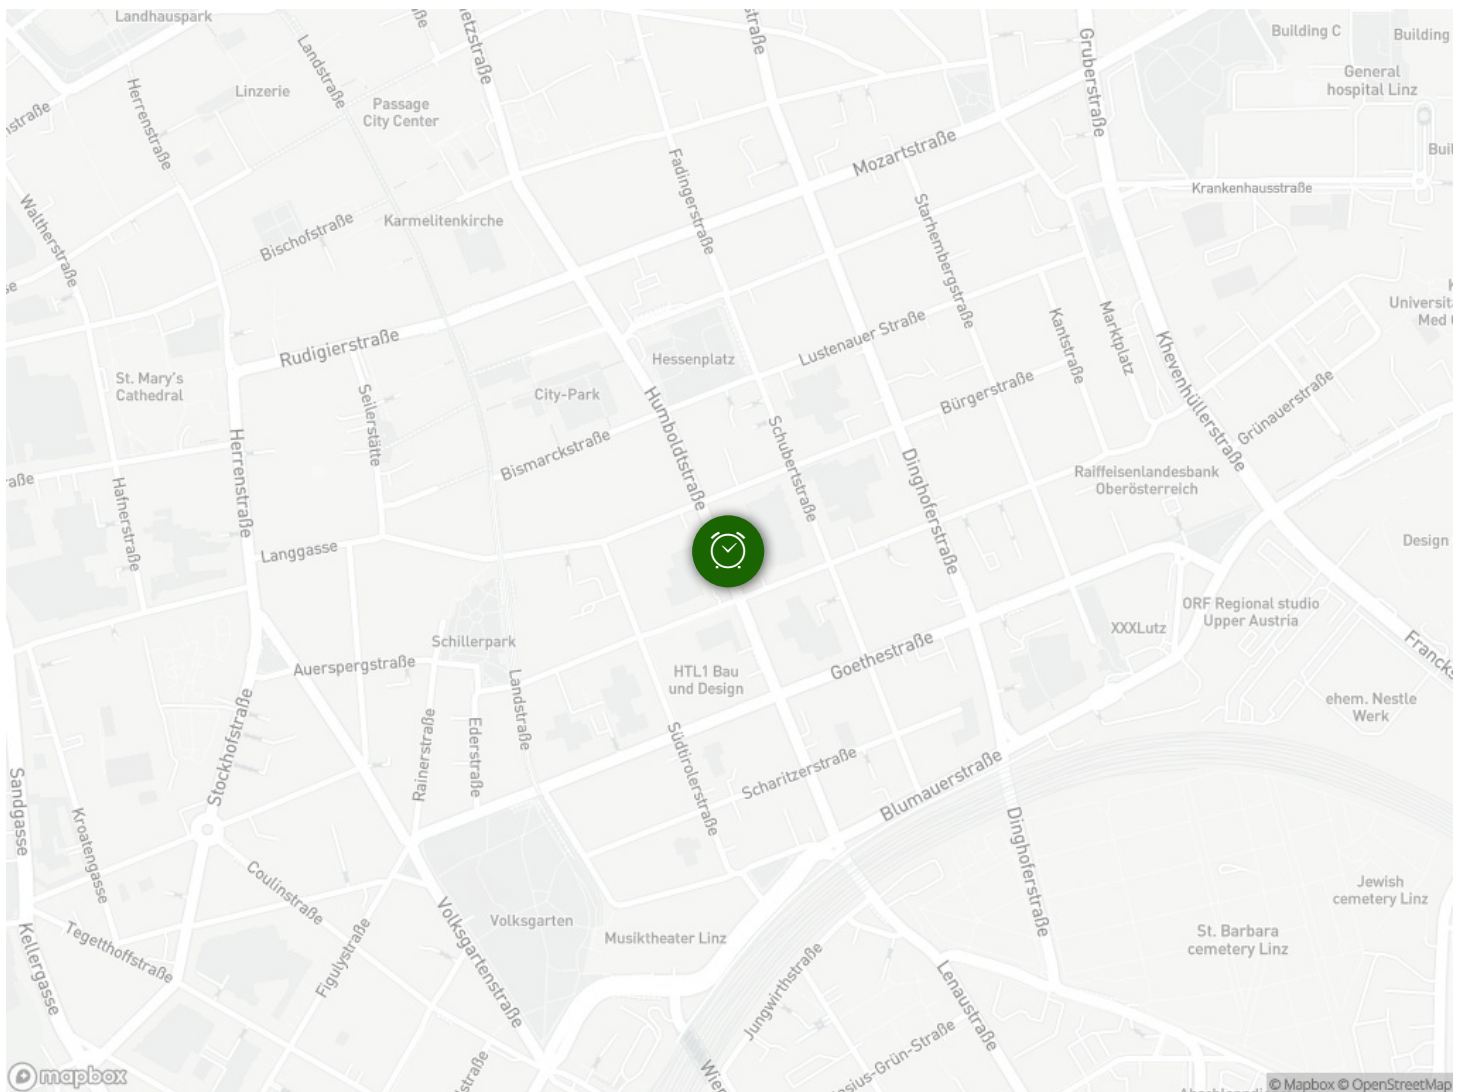 Landhauspark
Landstraße
Linzerie
Herrenstraße
Passage
City Center
Mozartstraße
Gruberstraße
Building C
Building
General
hospital Linz
Krankenhausstraße
Waltherstraße
Bischofstraße
Karmelitenkirche
Fadingerstraße
Starhembergstraße
Rudigierstraße
Hessenplatz
Lustenauer Straße
Kantstraße
Marktplatz
Khevenhüllerstraße
St. Mary's
Cathedral
Seilerstätte
City-Park
Humboldtstraße
Bürgerstraße
Grünauerstraße
Herrenstraße
Bismarckstraße
Schubertstraße
Dinghoferstraße
Raiffeisenlandesbank
Oberösterreich
Hafnerstraße
Langgasse
Design
Schillerpark
ORF Regional studio
Upper Austria
XXXLutz
Auerspergstraße
Goethestraße
HTL1 Bau
und Design
Landstraße
Stockhofstraße
Rainerstraße
Ederstraße
Südtirolerstraße
ehem. Nestle
Werk
Scharitzerstraße
Blumauerstraße
Sandgasse
Kroatengasse
Dinghoferstraße
Coulinstraße
Jewish
cemetery Linz
Volksgarten
Musiktheater Linz
St. Barbara
cemetery Linz
Tegetthoffstraße
Kellergasse
Figulystraße
Volksgartenstraße
Jungwirthstraße
Lenaustraße
mapbox
© Mapbox © OpenStreetMap